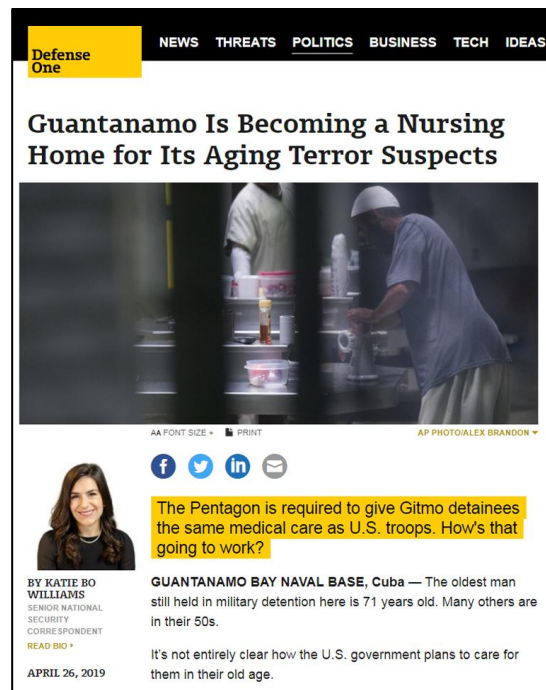 Defense
One
NEWS THREATS POLITICS BUSINESS TECH IDEAS
Guantanamo Is Becoming a Nursing
Home for Its Aging Terror Suspects
AA FONT SIZE + PRINT
AP PHOTO/ALEX BRANDON
The Pentagon is required to give Gitmo detainees
the same medical care as U.S. troops. How's that
going to work?
BY KATIE BO
WILLIAMS
SENIOR NATIONAL
SECURITY
CORRESPONDENT
READ BIO
APRIL 26, 2019
GUANTANAMO BAY NAVAL BASE, Cuba — The oldest man
still held in military detention here is 71 years old. Many others are
in their 50s.
It's not entirely clear how the U.S. government plans to care for
them in their old age.